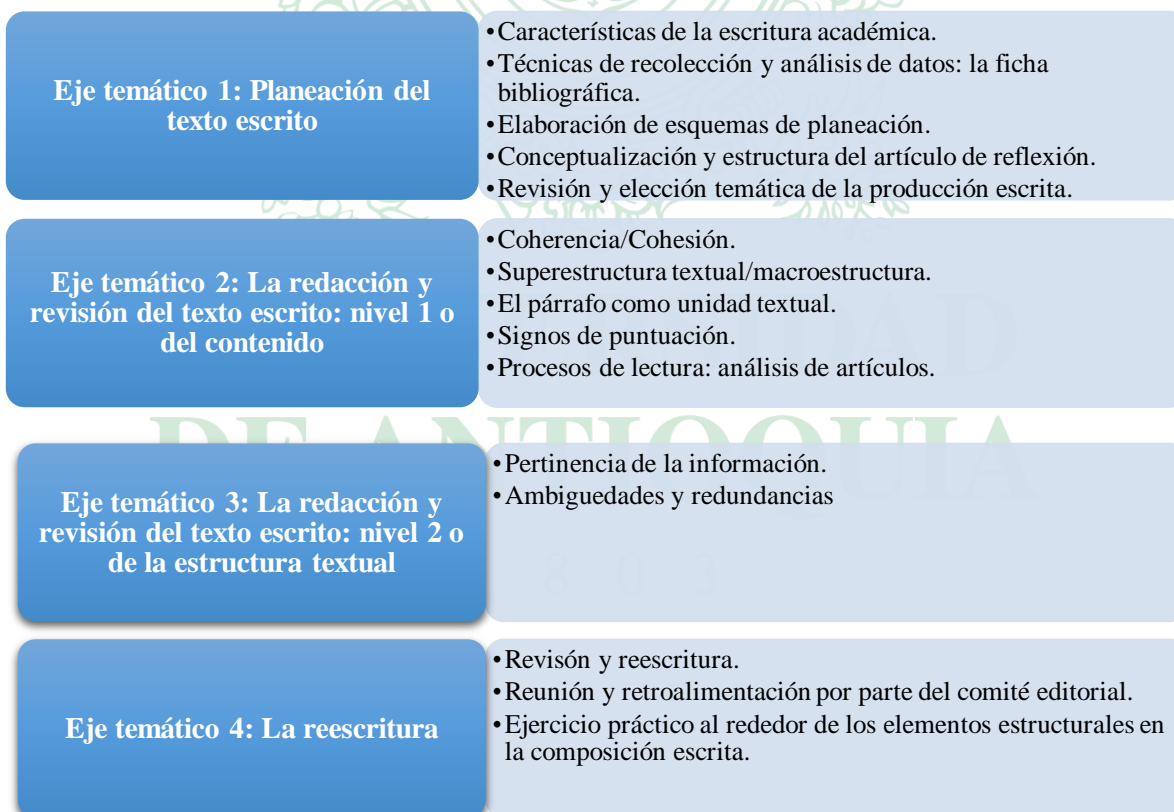 Eje temático 1: Planeación del
texto escrito
•Características de la escritura académica.
•Técnicas de recolección y análisis de datos: la ficha
bibliográfica.
•Elaboración de esquemas de planeación.
•Conceptualización y estructura del artículo de reflexión.
•Revisión y elección temática de la producción escrita.
Eje temático 2: La redacción y
revisión del texto escrito: nivel 1 o
del contenido
•Coherencia/Cohesión.
•Superestructura textual/macroestructura.
•El párrafo como unidad textual.
•Signos de puntuación.
•Procesos de lectura: análisis de artículos.
DE ANTIOQUIA
Eje temático 3: La redacción y
revisión del texto escrito: nivel 2 o
de la estructura textual
•Pertinencia de la información.
•Ambiguedades y redundancias
8 0 3
Eje temático 4: La reescritura
•Revisón y reescritura.
•Reunión y retroalimentación por parte del comité editorial.
•Ejercicio práctico al rededor de los elementos estructurales en
la composición escrita.